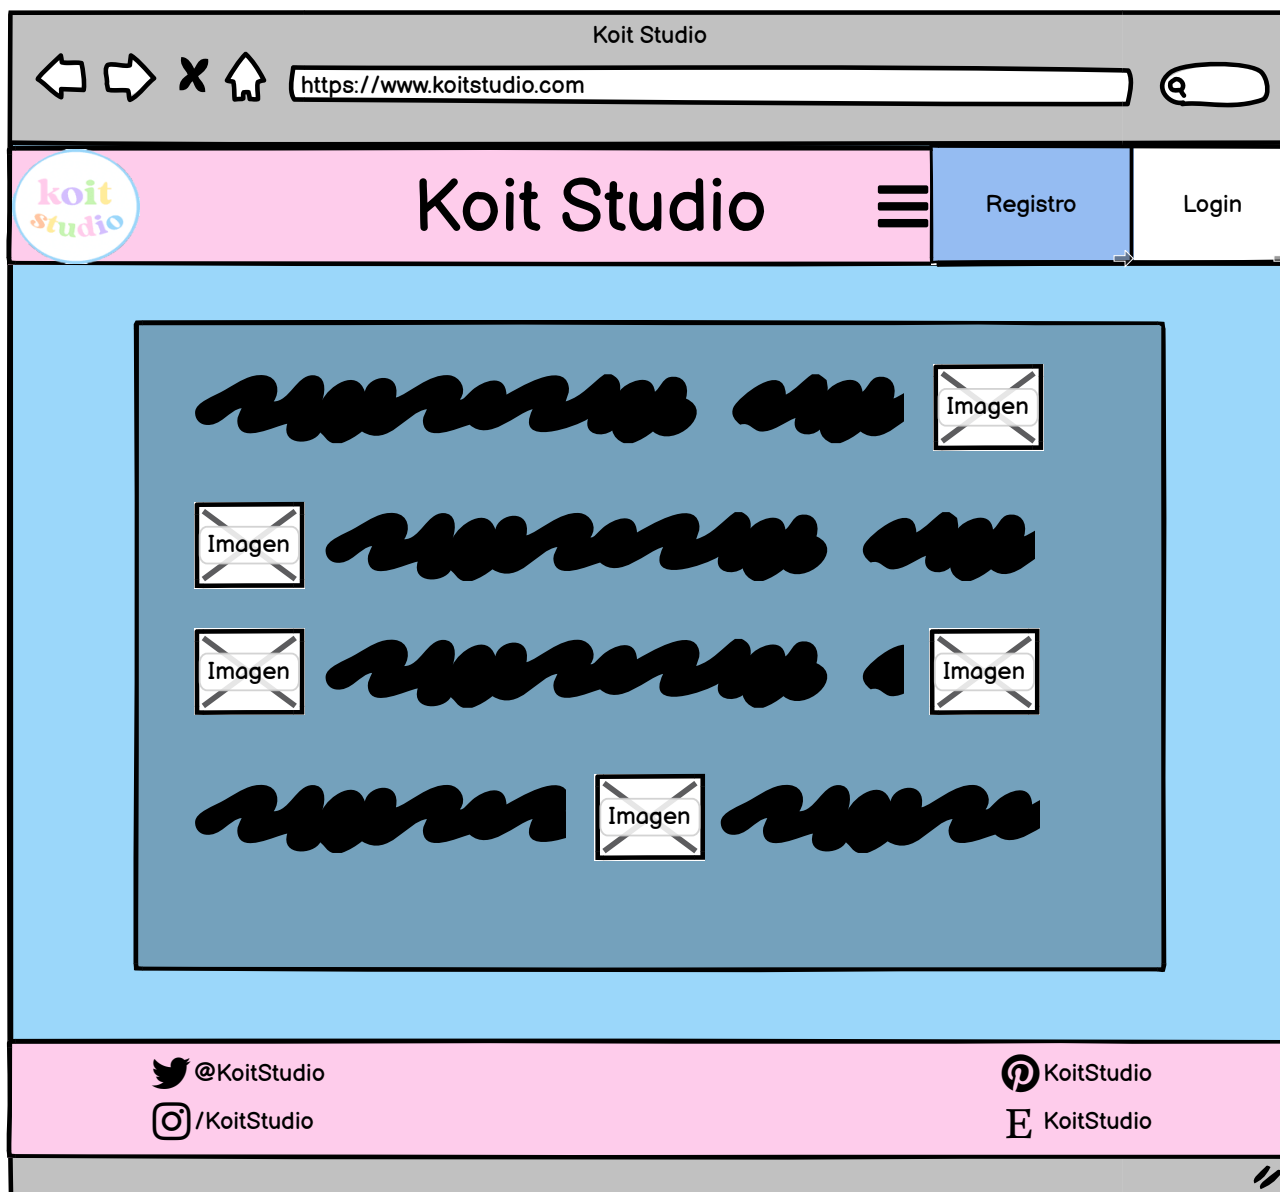 Koit Studio
https://www.koitstudio.com
koit
studio
Koit Studio
Registro
Login
Imagen
Imagen
Imagen
Imagen
Imagen
@KoitStudio
KoitStudio
/KoitStudio
E KoitStudio